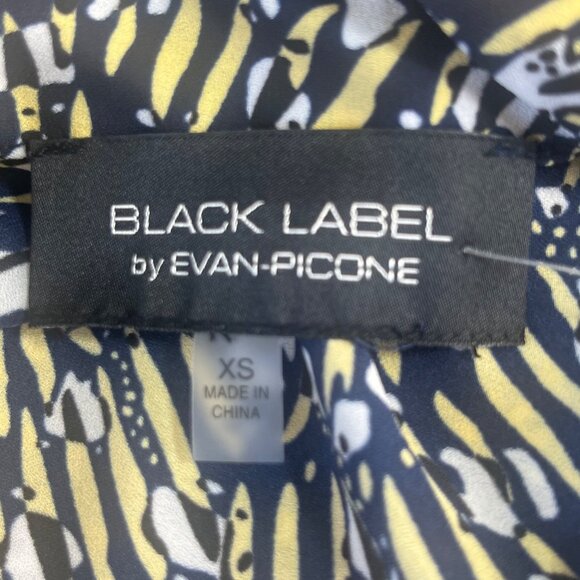 BLACK LABEL
by EVAN-PICONE
XS
MADE IN
CHINA